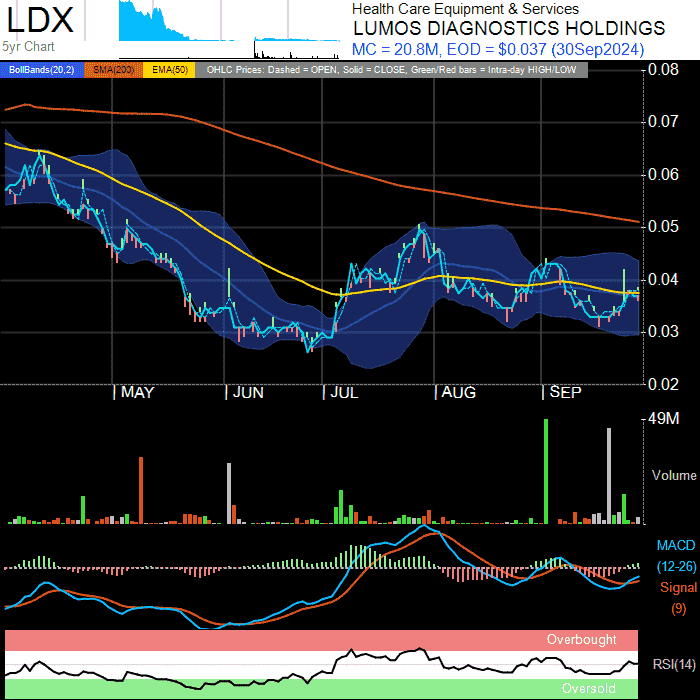 LDX
5yr Chart
Health Care Equipment & Services
LUMOS DIAGNOSTICS HOLDINGS
MC = 20.8M, EOD = $0.037 (30Sep2024)
BollBands(20,2) SMA(200) EMA(50) OHLC Prices: Dashed = OPEN, Solid = CLOSE, Green/Red bars = Intra-day HIGH/LOW
0.08
0.07
0.06
0.05
0.04
0.03
0.02
MAY JUN JUL AUG SEP
49M
Volume
MACD
(12-26)
Signal
(9)
Overbought
RSI(14)
Oversold